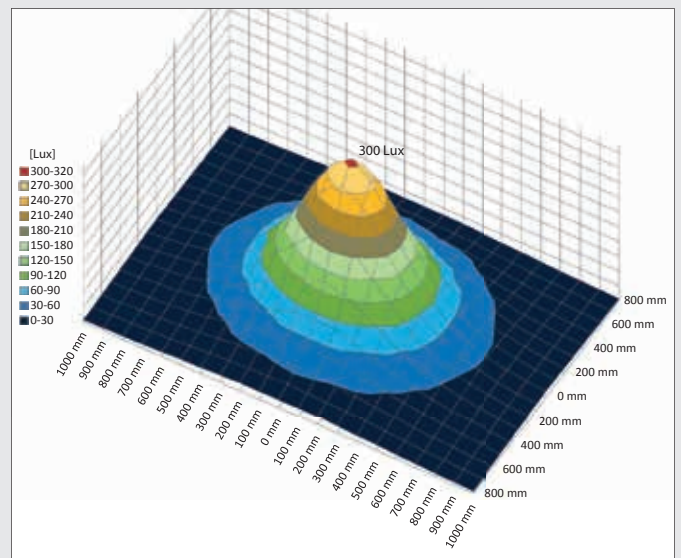 300 Lux
[Lux]
300-320
270-300
240-270
210-240
180-210
150-180
120-150
90-120
60-90
30-60
0-30
800 mm
600 mm
400 mm
200 mm
0 mm
200 mm
400 mm
600 mm
800 mm
1000 mm
900 mm
800 mm
700 mm
600 mm
500 mm
400 mm
300 mm
200 mm
100 mm
0 mm
100 mm
200 mm
300 mm
400 mm
500 mm
600 mm
700 mm
800 mm
900 mm
1000 mm